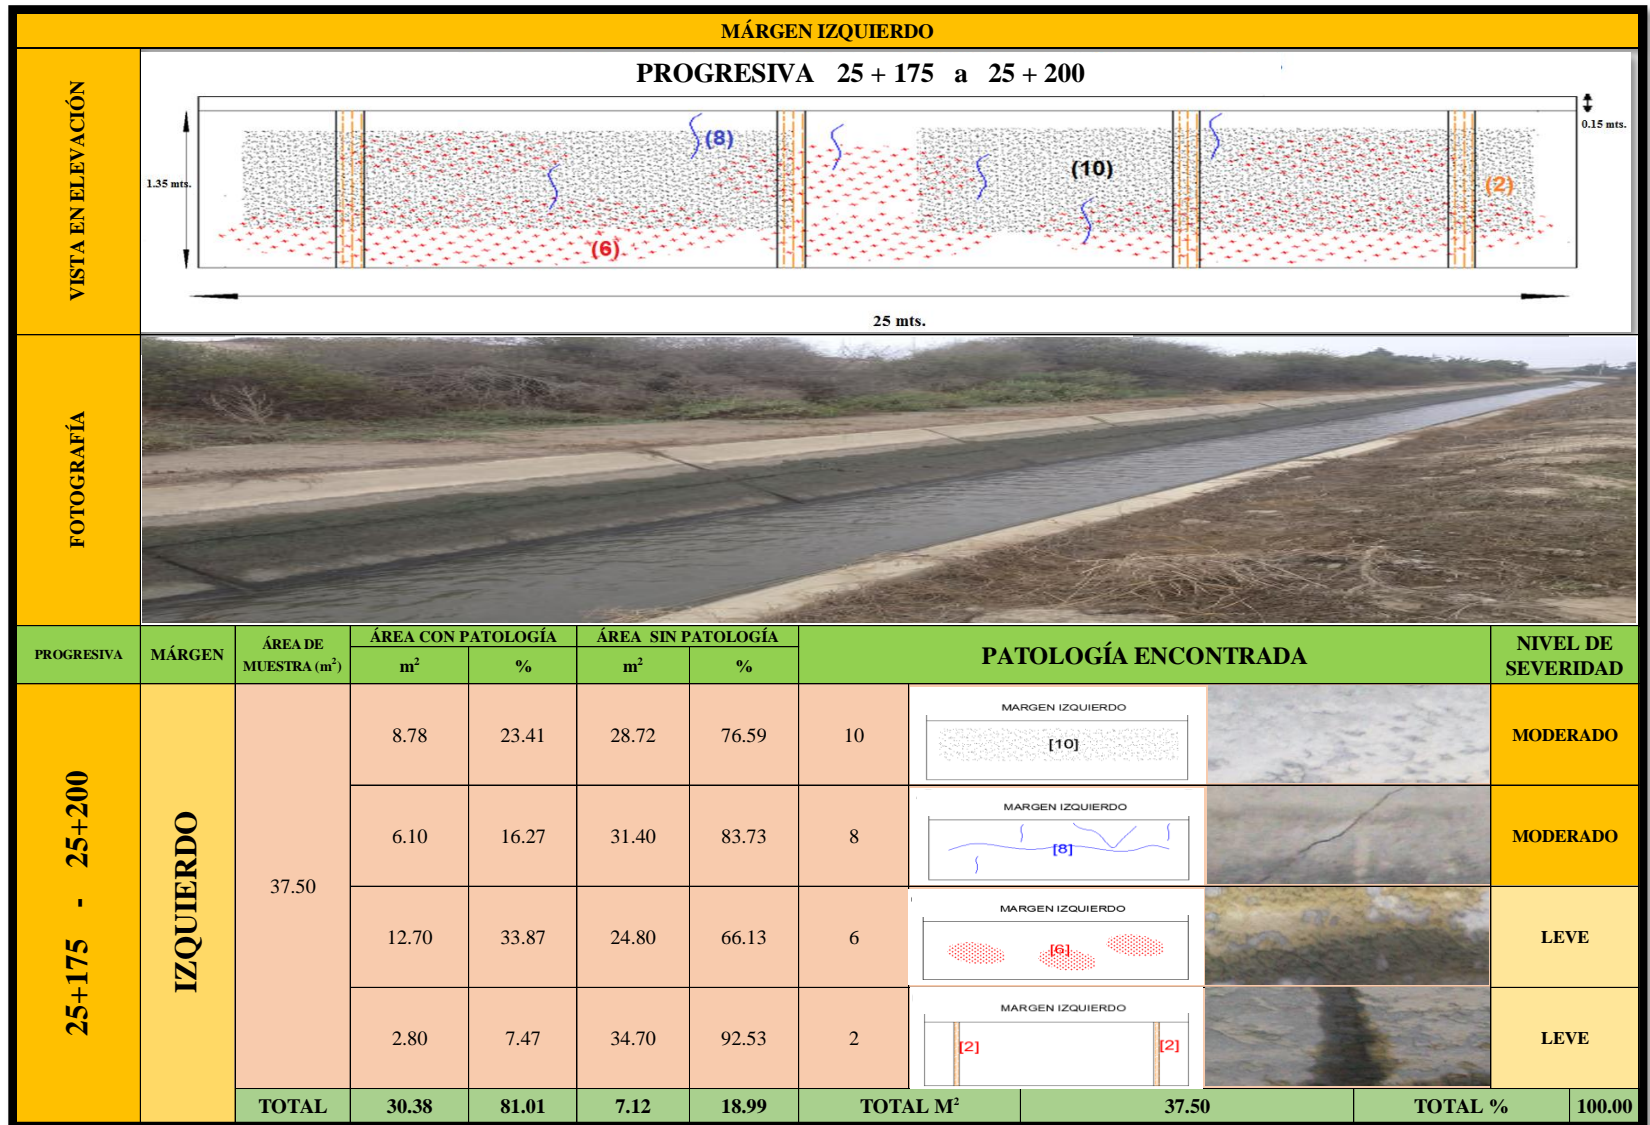 MÁRGEN IZQUIERDO
VISTA EN ELEVACIÓN
PROGRESIVA 25 + 175 a 25 + 200
0.15 mts.
1.35 mts.
(8)
(10)
(2)
(6)
25 mts.
FOTOGRAFÍA
PROGRESIVA
MÁRGEN
ÁREA DE MUESTRA (m²)
ÁREA CON PATOLOGÍA
ÁREA SIN PATOLOGÍA
m² % m² %
PATOLOGÍA ENCONTRADA
NIVEL DE SEVERIDAD
25+175 - 25+200
IZQUIERDO
37.50
8.78 23.41 28.72 76.59 10
MARGEN IZQUIERDO
[10]
MODERADO
6.10 16.27 31.40 83.73 8
MARGEN IZQUIERDO
[8]
MODERADO
12.70 33.87 24.80 66.13 6
MARGEN IZQUIERDO
[6]
LEVE
2.80 7.47 34.70 92.53 2
MARGEN IZQUIERDO
[2] [2]
LEVE
TOTAL 30.38 81.01 7.12 18.99 TOTAL M² 37.50 TOTAL % 100.00